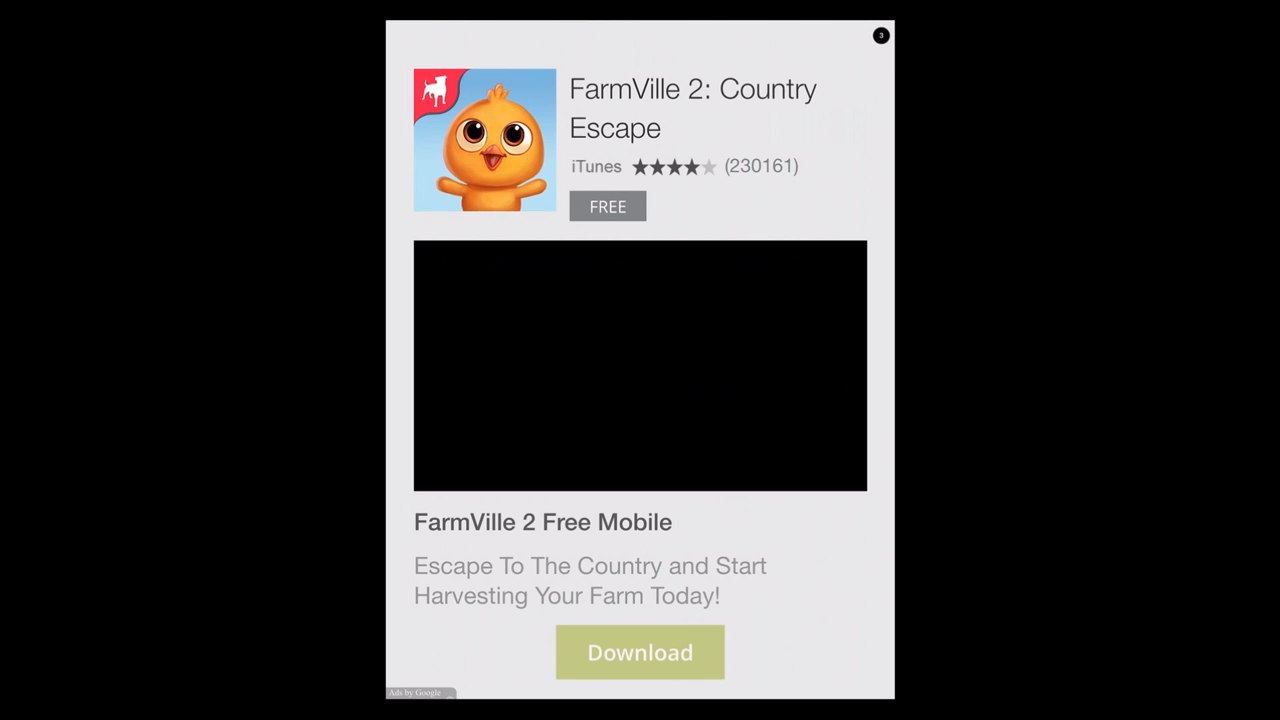 3
FarmVille 2: Country
Escape
iTunes ★★★★★ (230161)
FREE
FarmVille 2 Free Mobile
Escape To The Country and Start
Harvesting Your Farm Today!
Download
Ads by Google